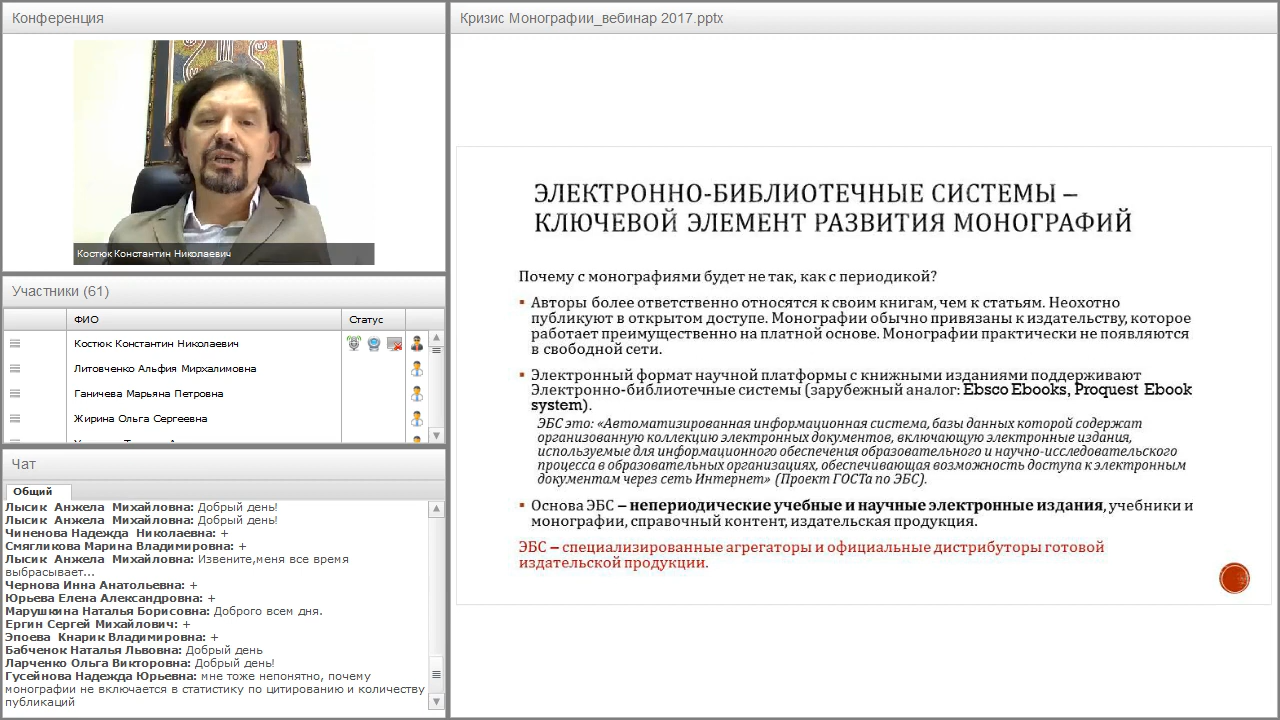 Конференция
Костюк Константин Николаевич
Участники (61)
ФИО
Статус
Костюк Константин Николаевич
Литовченко Альфия Мирхалимовна
Ганичева Марьяна Петровна
Жирина Ольга Сергеевна
Чат
Общий
Лысик Анжела Михайловна: Добрый день!
Лысик Анжела Михайловна: Добрый день!
Чиненова Надежда Николаевна: +
Смягликова Марина Владимировна: +
Лысик Анжела Михайловна: Извените,меня все время
выбрасывает...
Чернова Инна Анатольевна: +
Юрьева Елена Александровна: +
Марушкина Наталья Борисовна: Доброго всем дня.
Ергин Сергей Михайлович: +
Эпоева Кнарик Владимировна: +
Бабченок Наталья Львовна: Добрый день
Ларченко Ольга Викторовна: Добрый день!
Гусейнова Надежда Юрьевна: мне тоже непонятно, почему
монографии не включается в статистику по цитированию и количеству
публикаций
Кризис Монографии_вебинар 2017.pptx
ЭЛЕКТРОННО-БИБЛИОТЕЧНЫЕ СИСТЕМЫ –
КЛЮЧЕВОЙ ЭЛЕМЕНТ РАЗВИТИЯ МОНОГРАФИЙ
Почему с монографиями будет не так, как с периодикой?
▪ Авторы более ответственно относятся к своим книгам, чем к статьям. Неохотно
публикуют в открытом доступе. Монографии обычно привязаны к издательству, которое
работает преимущественно на платной основе. Монографии практически не появляются
в свободной сети.
▪ Электронный формат научной платформы с книжными изданиями поддерживают
Электронно-библиотечные системы (зарубежный аналог: Ebsco Ebooks, Proquest Ebook
system).
ЭБС это: «Автоматизированная информационная система, базы данных которой содержат
организованную коллекцию электронных документов, включающую электронные издания,
используемые для информационного обеспечения образовательного и научно-исследовательского
процесса в образовательных организациях, обеспечивающая возможность доступа к электронным
документам через сеть Интернет» (Проект ГОСТа по ЭБС).
▪ Основа ЭБС – непериодические учебные и научные электронные издания, учебники и
монографии, справочный контент, издательская продукция.
ЭБС – специализированные агрегаторы и официальные дистрибуторы готовой
издательской продукции.